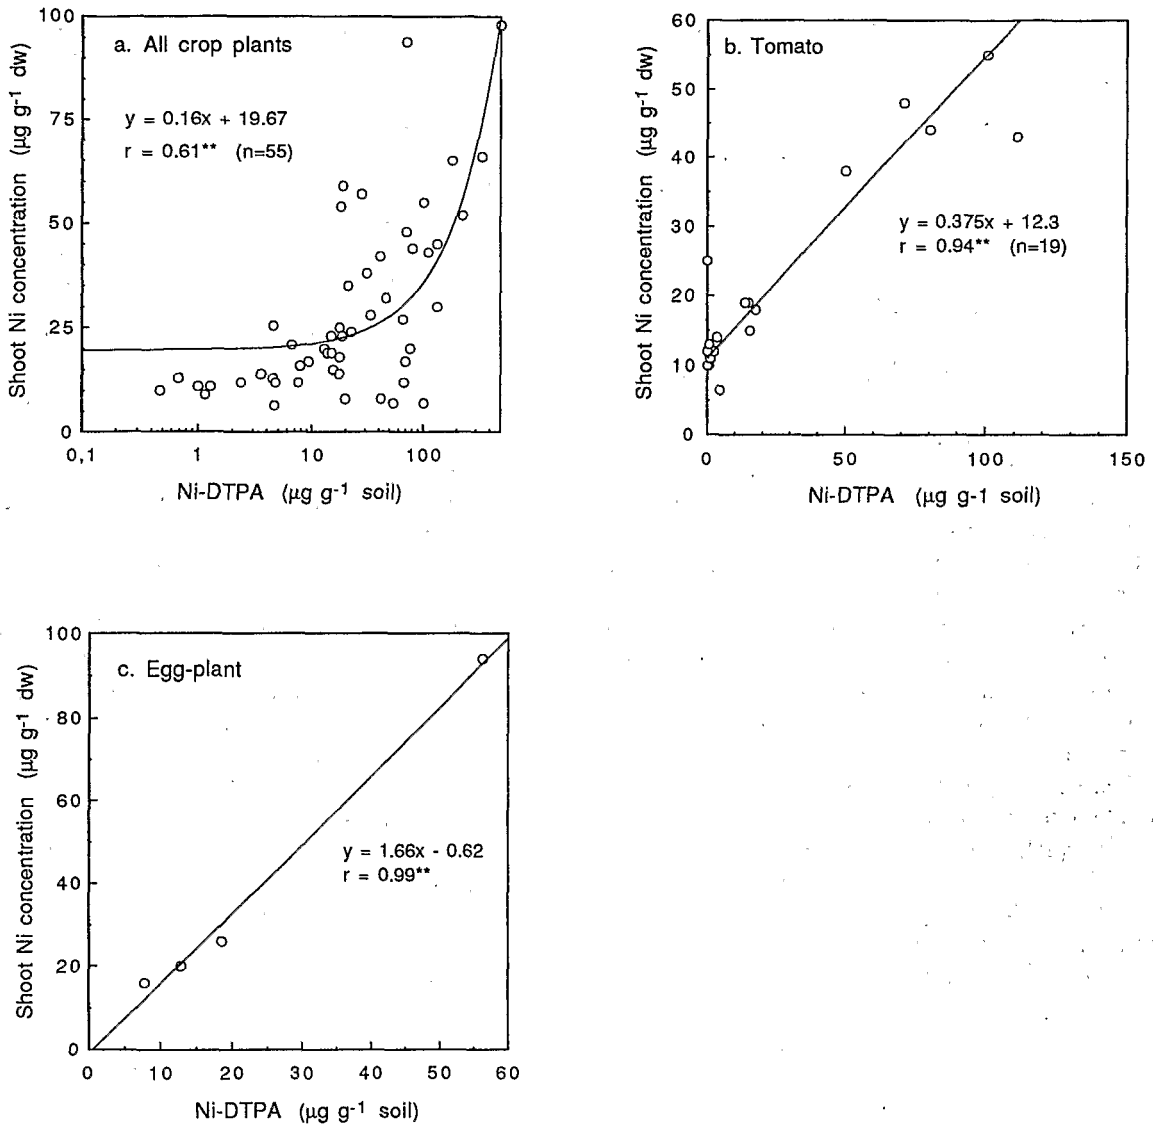 a. All crop plants
y = 0.16x + 19.67
r = 0.61** (n=55)
Shoot Ni concentration (µg g-1 dw)
100
75
50
25
0
0,1
1
10
100
Ni-DTPA (µg g-1 soil)
b. Tomato
y = 0.375x + 12.3
r = 0.94** (n=19)
Shoot Ni concentration (µg g-1 dw)
60
50
40
30
20
10
0
0
50
100
150
Ni-DTPA (µg g-1 soil)
c. Egg-plant
y = 1.66x - 0.62
r = 0.99**
Shoot Ni concentration (µg g-1 dw)
100
80
60
40
20
0
0
10
20
30
40
50
60
Ni-DTPA (µg g-1 soil)